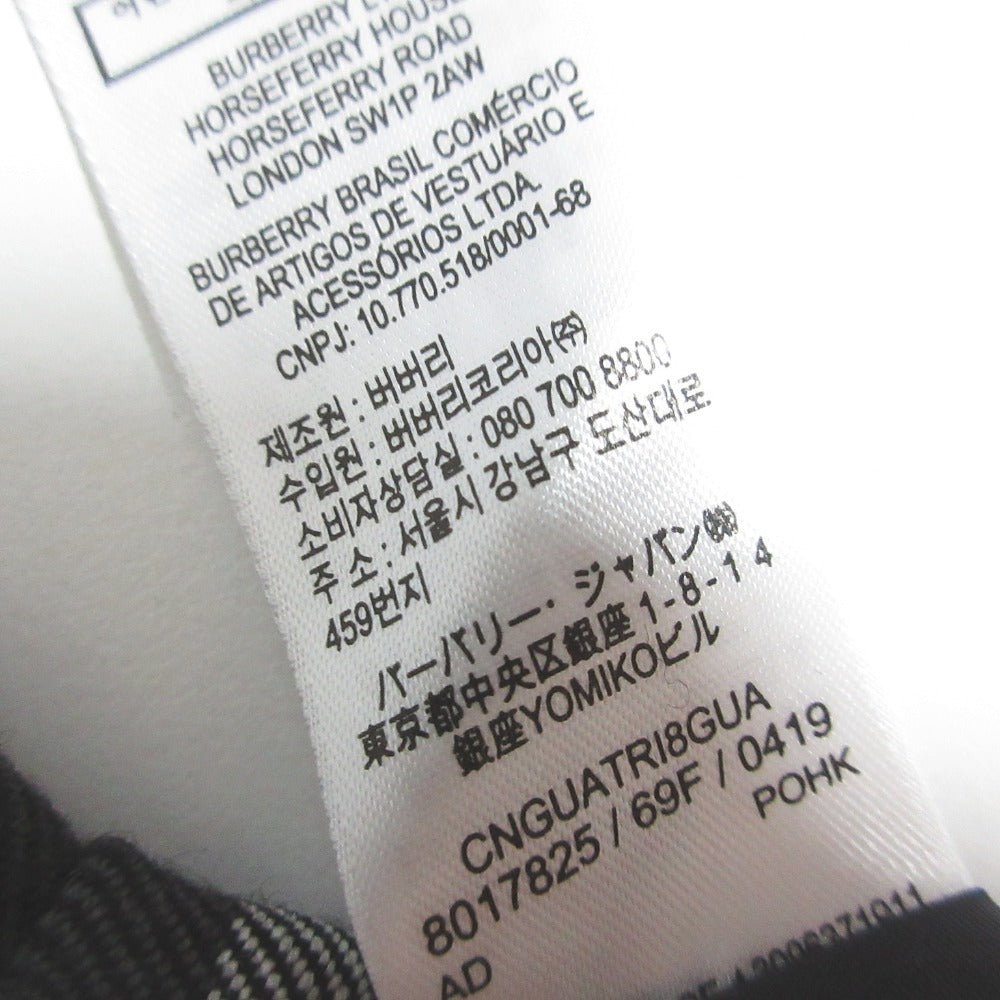 BURBERRY
HORSEFERRY HOUSE
HORSEFERRY ROAD
LONDON SW1P 2AW
BURBERRY BRASIL COMÉRCIO
DE ARTIGOS DE VESTUÁRIO E
ACESSÓRIOS LTDA.
CNPJ: 10.770.518/0001-68
제조원 : 버버리
수입원 : 버버리코리아㈜
소비자상담실 : 080 700 8800
주 소 : 서울시 강남구 도산대로
459번지
バーバリー・ジャパン㈱
東京都中央区銀座 1-8-1 4
銀座YOMIKOビル
CNGUATRI8GUA
8017825 / 69F / 0419
POHK
AD